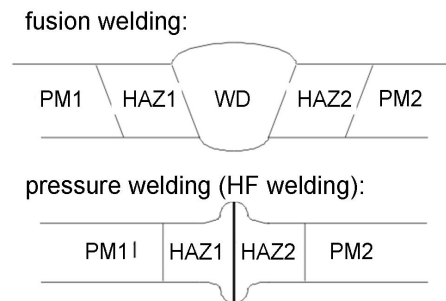 fusion welding:
PM1 HAZ1 WD HAZ2 PM2
pressure welding (HF welding):
PM1 HAZ1 HAZ2 PM2